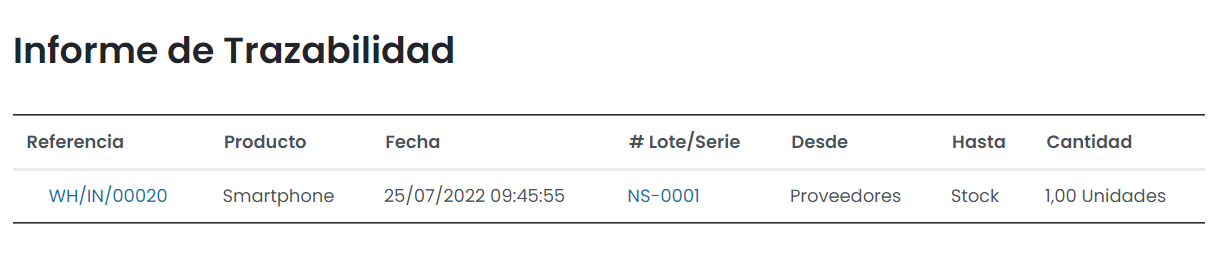 Informe de Trazabilidad
Referencia Producto Fecha # Lote/Serie Desde Hasta Cantidad
WH/IN/00020 Smartphone 25/07/2022 09:45:55 NS-0001 Proveedores Stock 1,00 Unidades